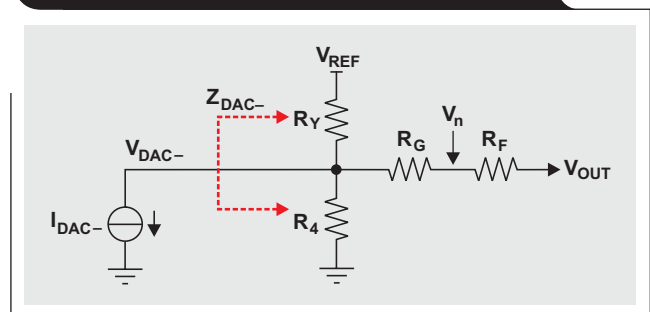 VREF
ZDAC–
RY
RG
Vn
RF
VDAC–
VOUT
IDAC–
R4